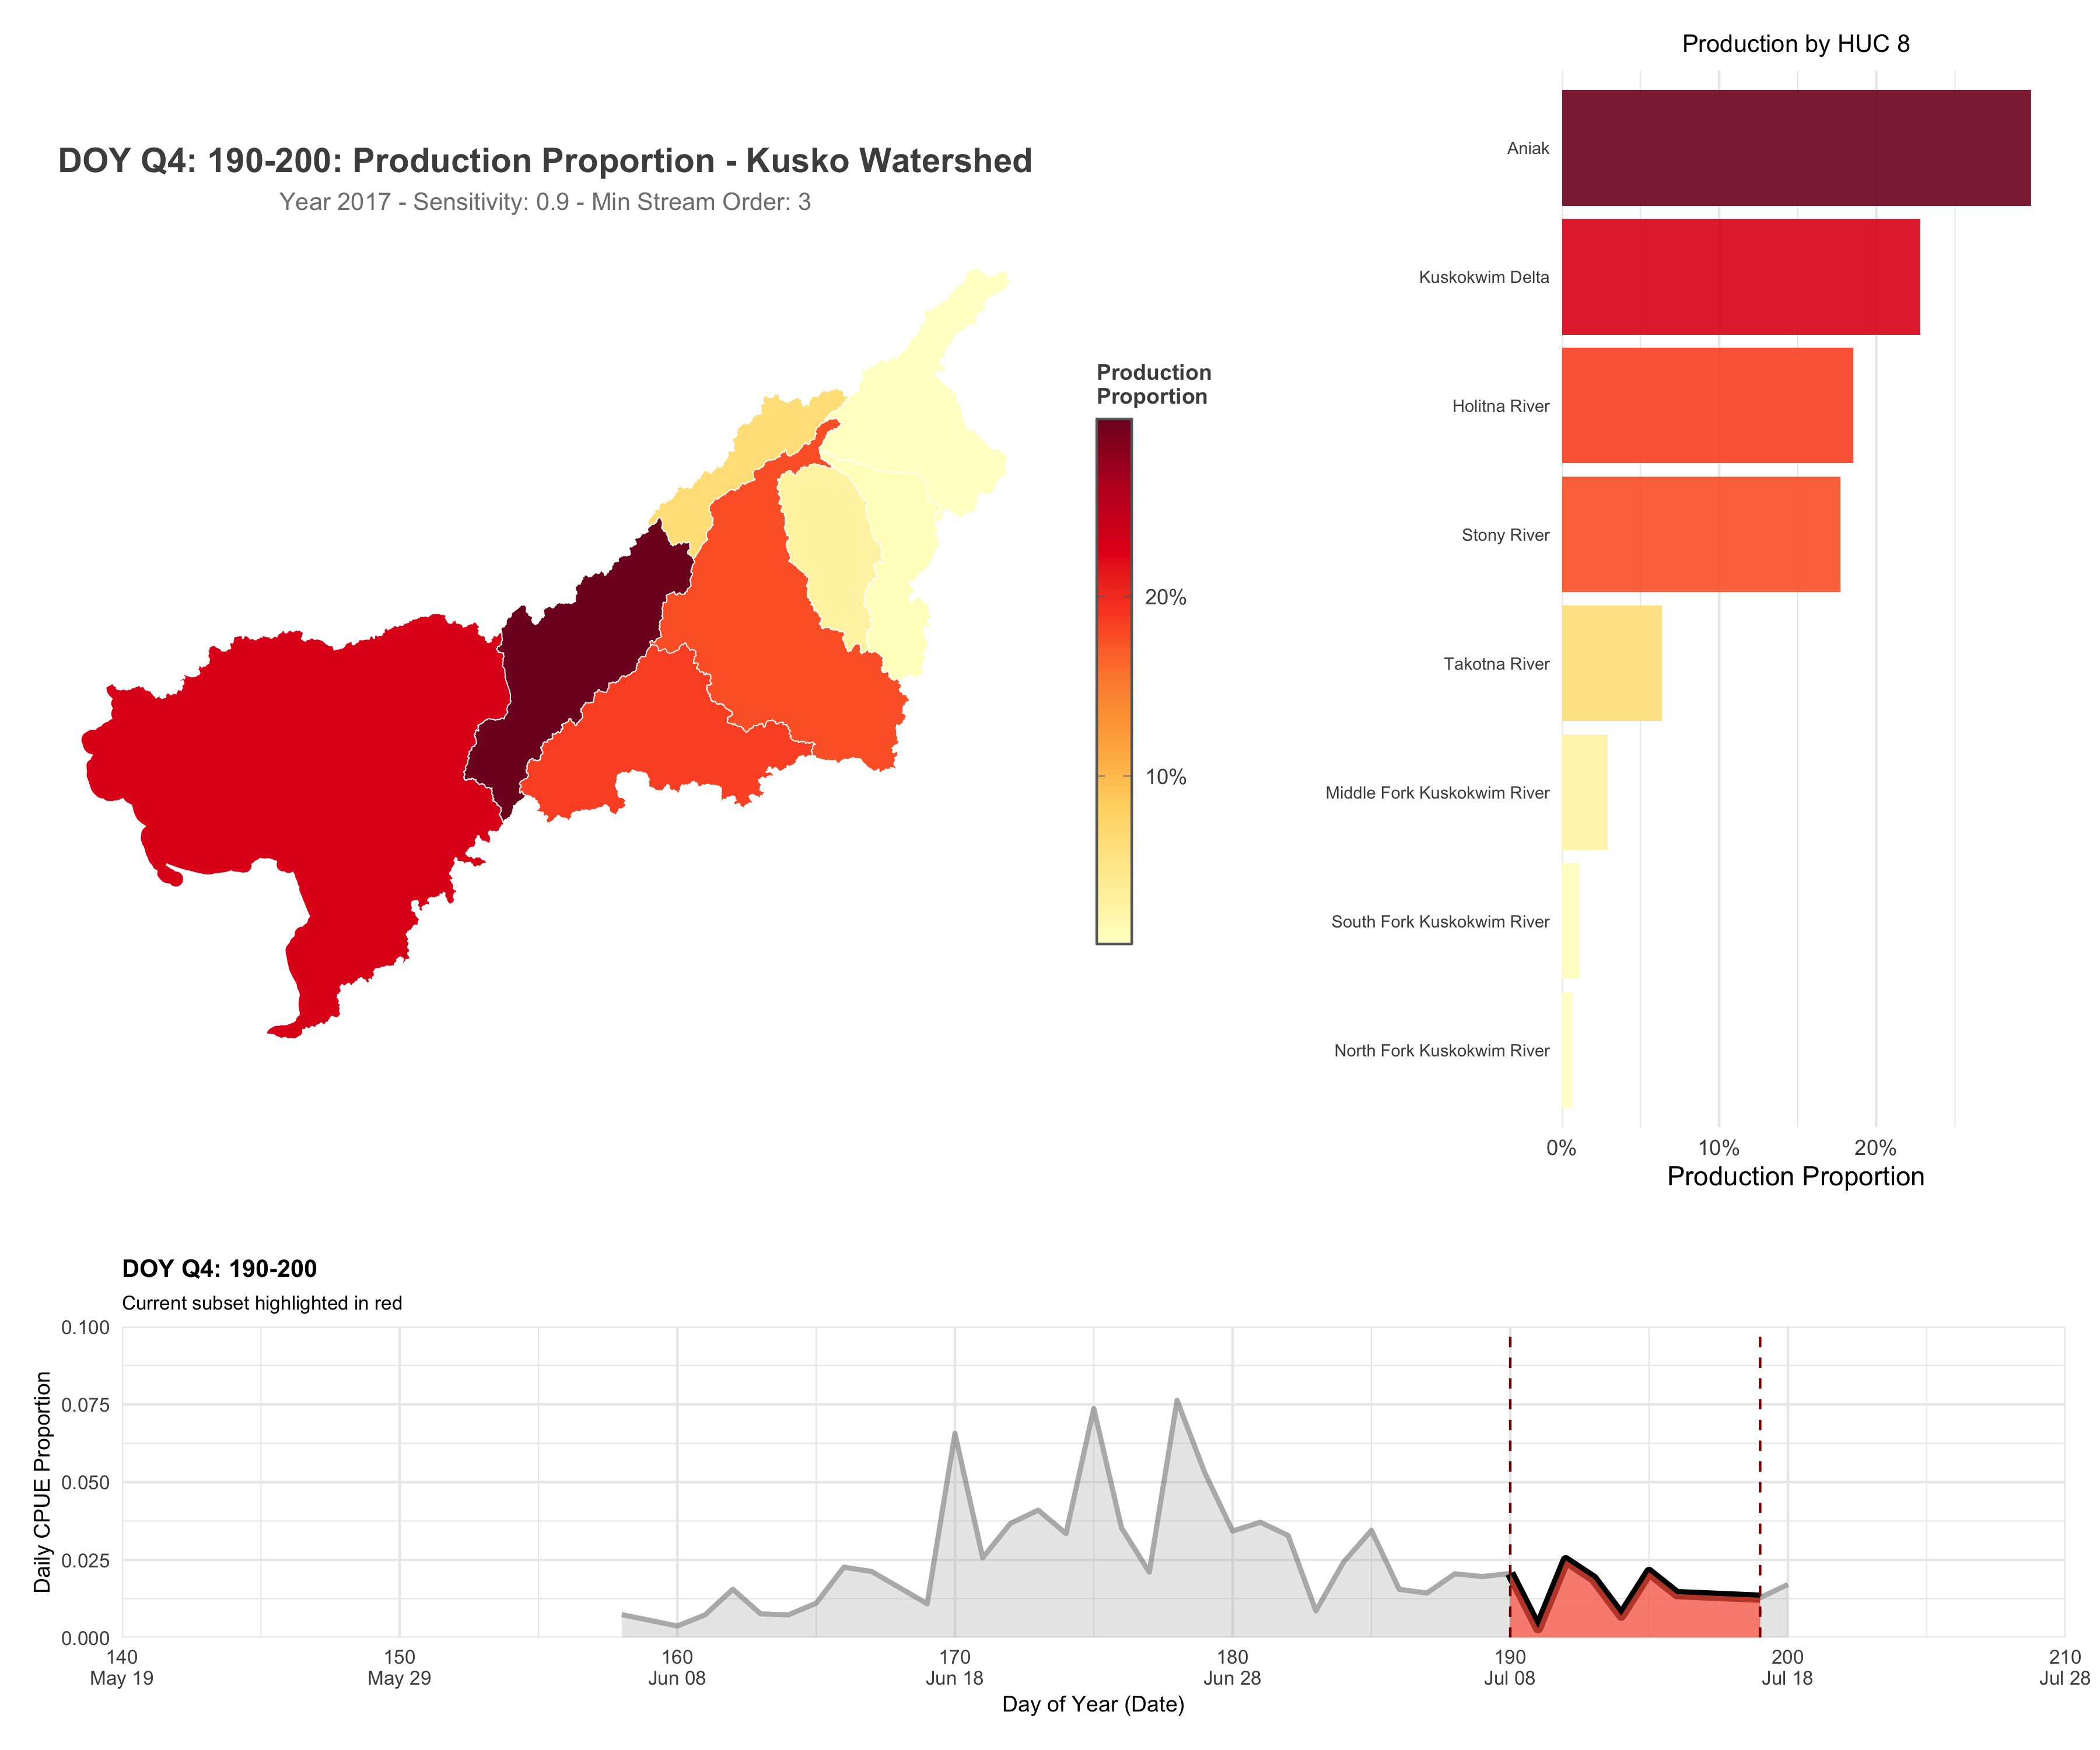 Production by HUC 8
DOY Q4: 190-200: Production Proportion - Kusko Watershed
Year 2017 - Sensitivity: 0.9 - Min Stream Order: 3
Production
Proportion
20%
10%
Aniak
Kuskokwim Delta
Holitna River
Stony River
Takotna River
Middle Fork Kuskokwim River
South Fork Kuskokwim River
North Fork Kuskokwim River
0% 10% 20%
Production Proportion
DOY Q4: 190-200
Current subset highlighted in red
Daily CPUE Proportion
0.100
0.075
0.050
0.025
0.000
140 150 160 170 180 190 200 210
May 19 May 29 Jun 08 Jun 18 Jun 28 Jul 08 Jul 18 Jul 28
Day of Year (Date)